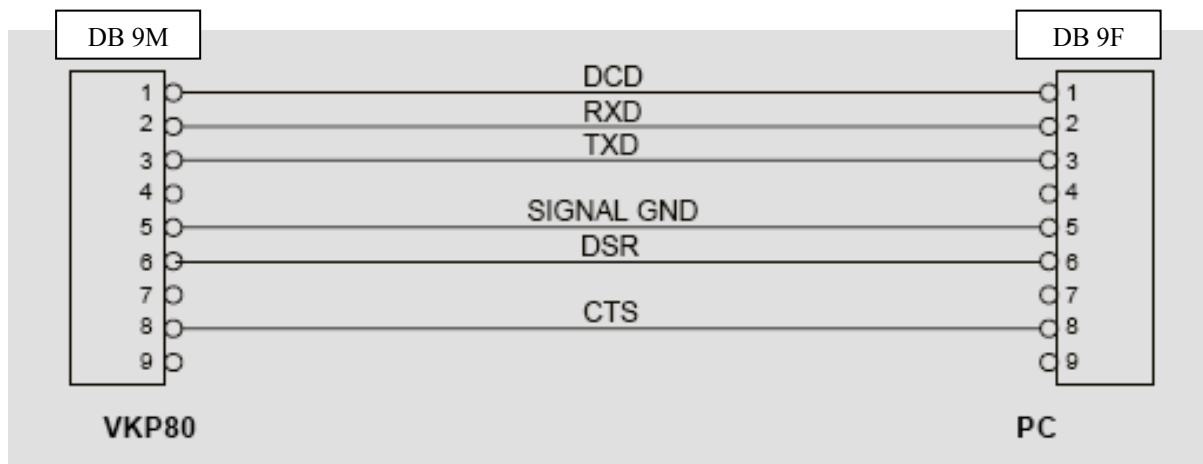 DB 9M
DB 9F
DCD
1 1
RXD
2 2
TXD
3 3
4 4
SIGNAL GND
5 5
DSR
6 6
7 7
CTS
8 8
9 9
VKP80
PC